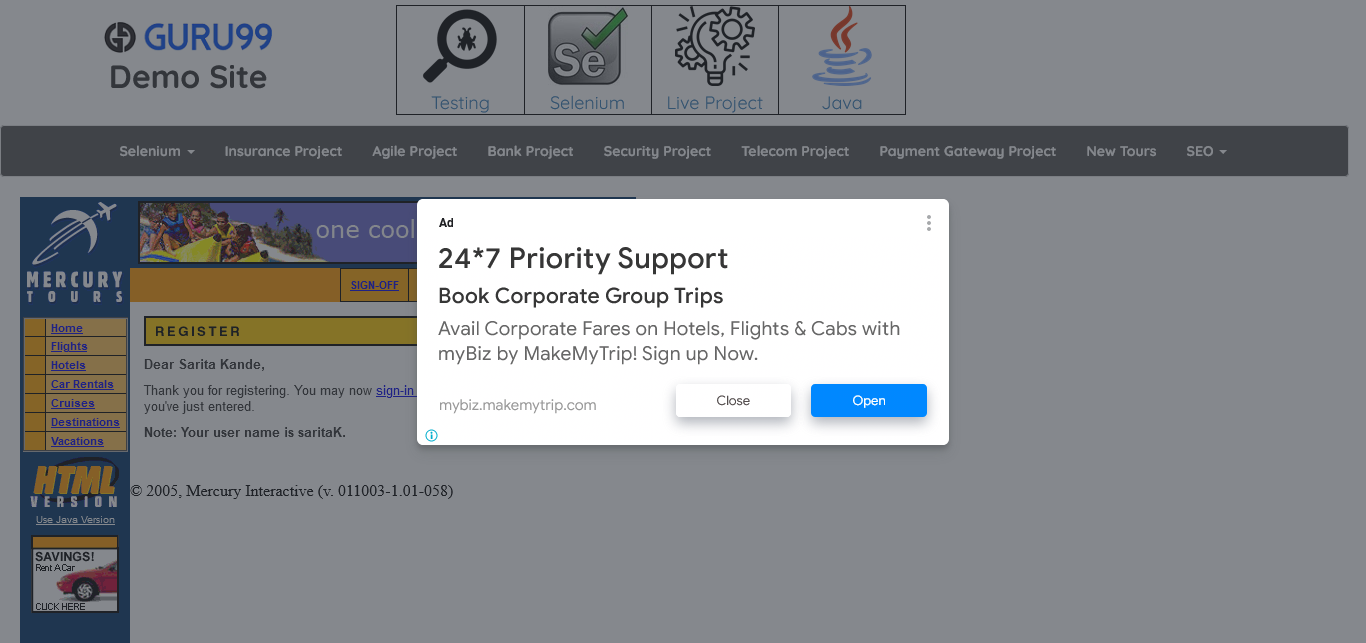 GURU99
Demo Site
Testing
Se
Selenium
Live Project
Java
Selenium
Insurance Project
Agile Project
Bank Project
Security Project
Telecom Project
Payment Gateway Project
New Tours
SEO
MERCURY
TOURS
one cool
SIGN-OFF
Home
Flights
Hotels
Car Rentals
Cruises
Destinations
Vacations
HTML
VERSION
Use Java Version
SAVINGS!
Rent A Car
CLICK HERE
REGISTER
Dear Sarita Kande,
Thank you for registering. You may now sign-in
you've just entered.
Note: Your user name is saritaK.
© 2005, Mercury Interactive (v. 011003-1.01-058)
Ad
24*7 Priority Support
Book Corporate Group Trips
Avail Corporate Fares on Hotels, Flights & Cabs with
myBiz by MakeMyTrip! Sign up Now.
mybiz.makemytrip.com
Close
Open